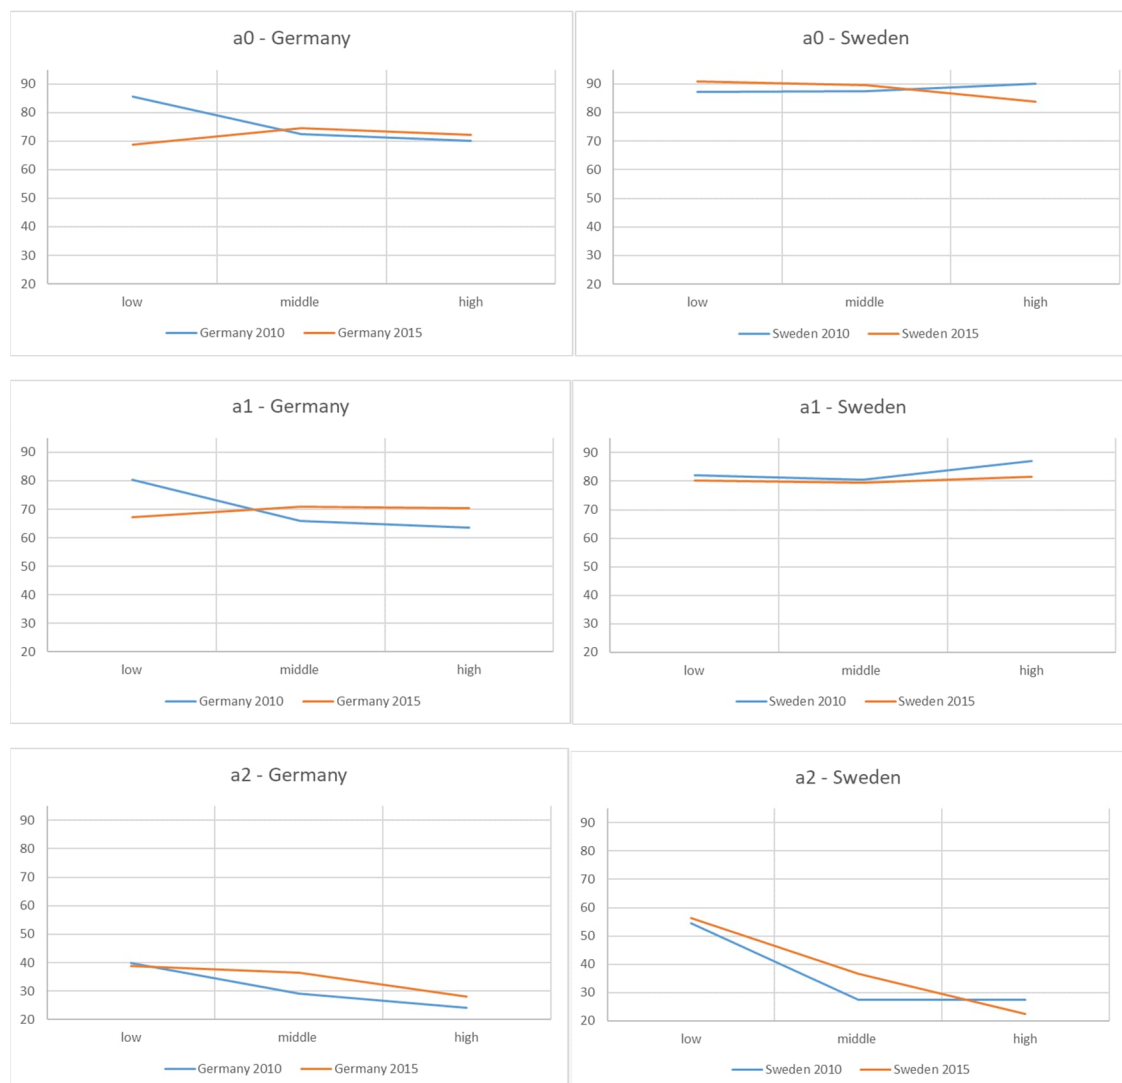 a0 - Germany
90
80
70
60
50
40
30
20
low middle high
Germany 2010 Germany 2015
a0 - Sweden
90
80
70
60
50
40
30
20
low middle high
Sweden 2010 Sweden 2015
a1 - Germany
90
80
70
60
50
40
30
20
low middle high
Germany 2010 Germany 2015
a1 - Sweden
90
80
70
60
50
40
30
20
low middle high
Sweden 2010 Sweden 2015
a2 - Germany
90
80
70
60
50
40
30
20
low middle high
Germany 2010 Germany 2015
a2 - Sweden
90
80
70
60
50
40
30
20
low middle high
Sweden 2010 Sweden 2015